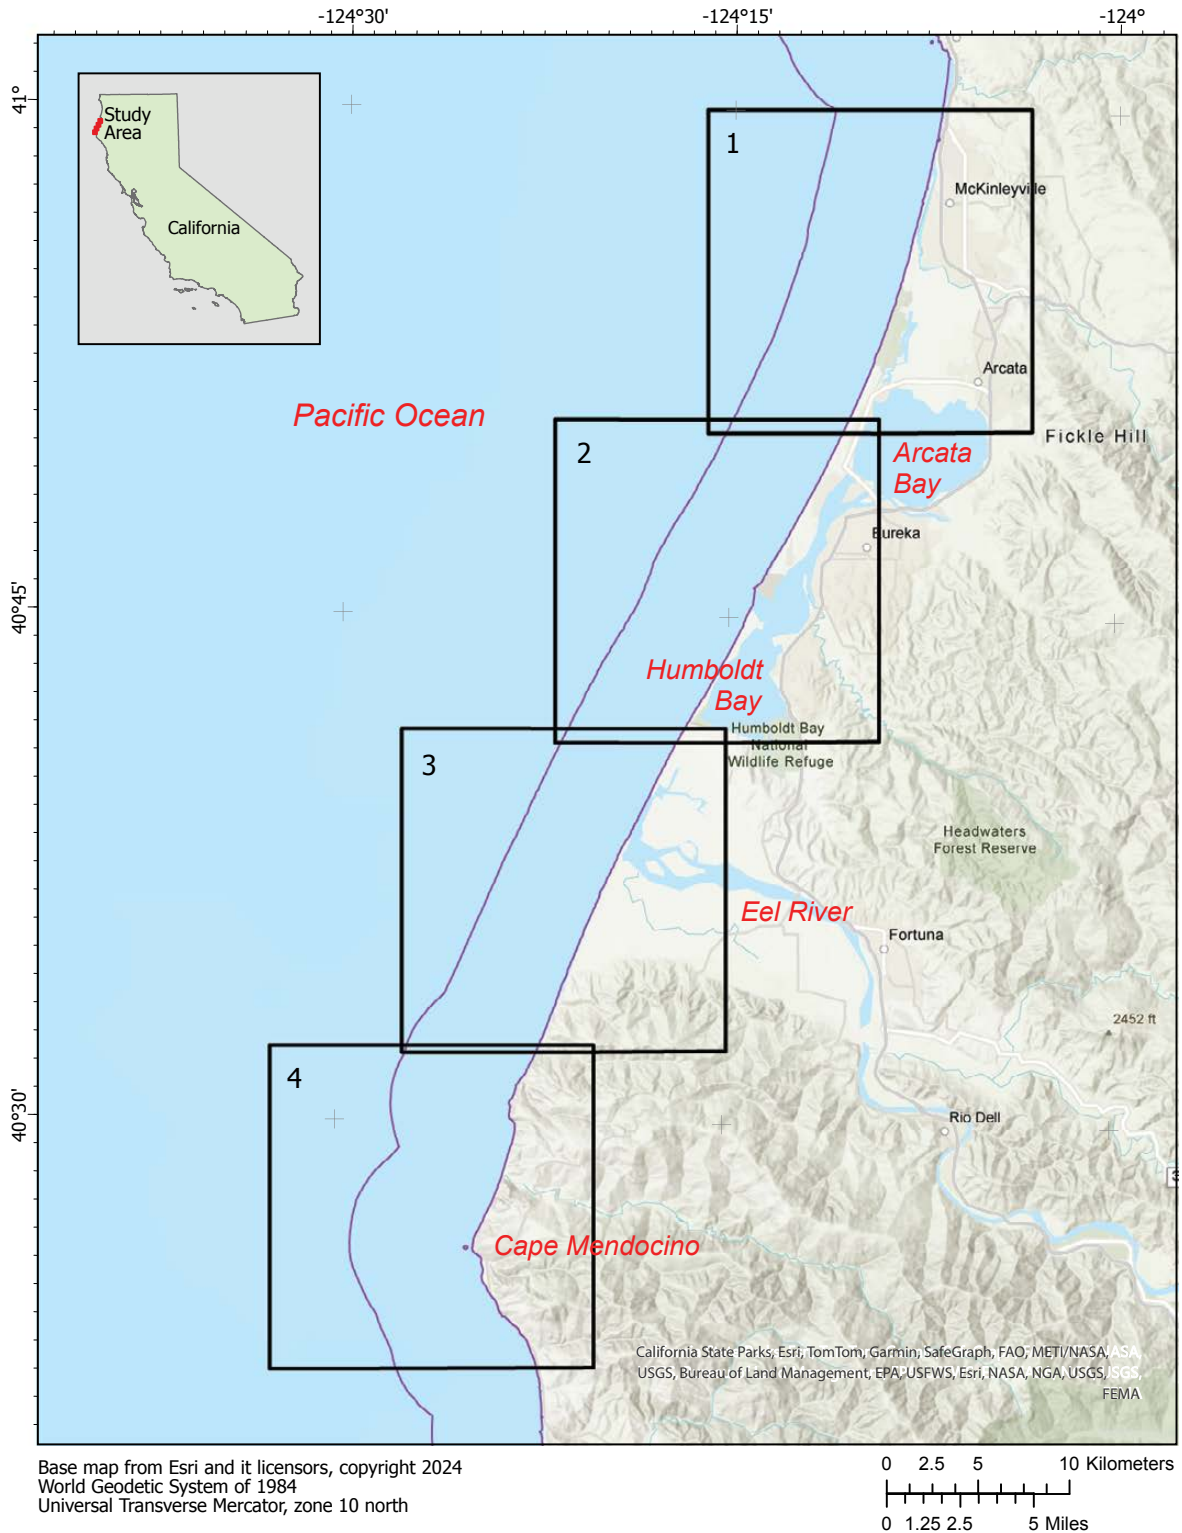 -124°30'
-124°15'
-124°
41°
40°45'
40°30'
Study
Area
California
1
McKinleyville
Arcata
Pacific Ocean
Fickle Hill
2
Arcata
Bay
Eureka
Humboldt
Bay
Humboldt Bay
National
Wildlife Refuge
3
Headwaters
Forest Reserve
Eel River
Fortuna
2452 ft
4
Rio Dell
Cape Mendocino
California State Parks, Esri, TomTom, Garmin, SafeGraph, FAO, METI/NASA,
USGS, Bureau of Land Management, EPA, USFWS, Esri, NASA, NGA, USGS,
FEMA
Base map from Esri and it licensors, copyright 2024
World Geodetic System of 1984
Universal Transverse Mercator, zone 10 north
0 2.5 5 10 Kilometers
0 1.25 2.5 5 Miles